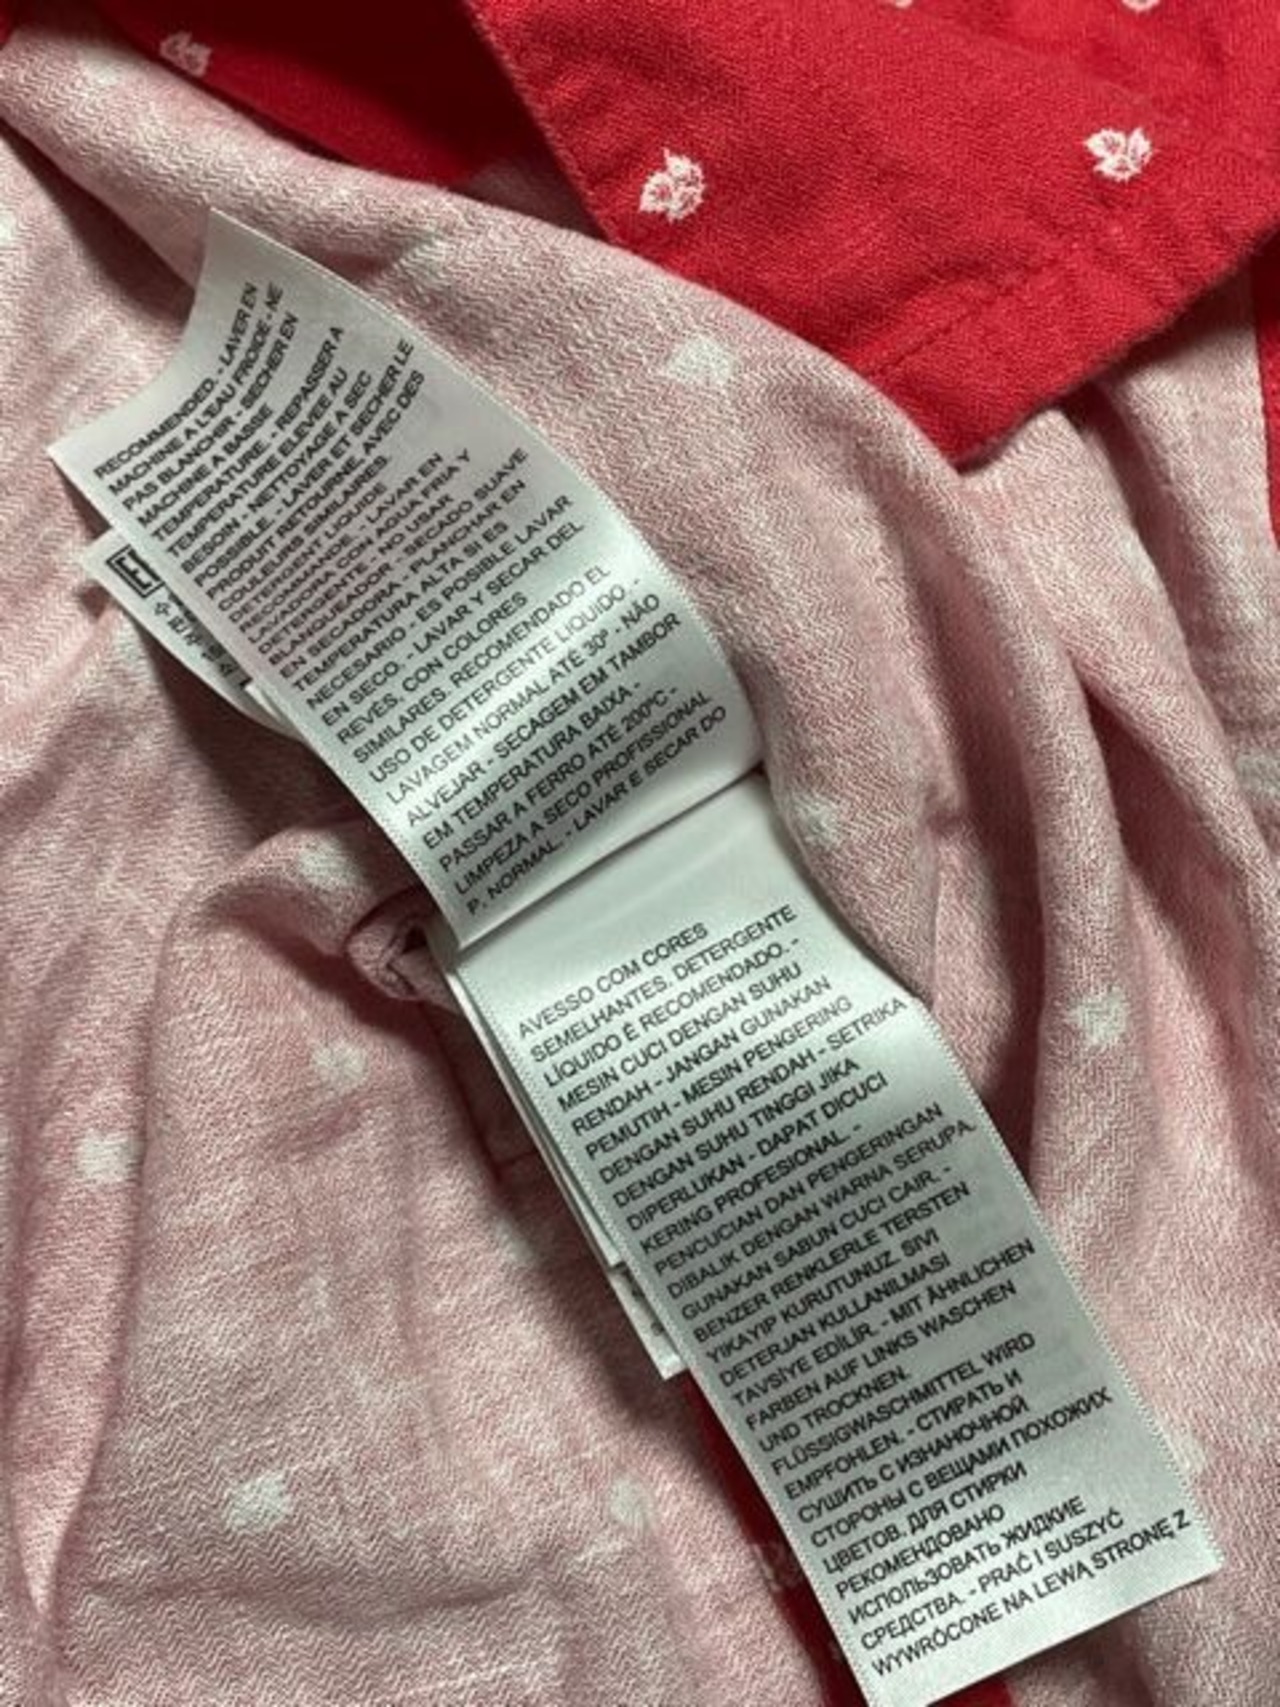 RECOMMENDED. - LAVER EN
MACHINE A L'EAU FROIDE - NE
PAS BLANCHIR - SECHER EN
MACHINE A BASSE
TEMPERATURE. - REPASSER A
TEMPERATURE ELEVEE AU
BESOIN - NETTOYAGE A SEC
POSSIBLE. - LAVER ET SECHER LE
PRODUIT RETOURNE, AVEC DES
COULEURS SIMILAIRES.
DETERGENT LIQUIDE
RECOMMANDE. - LAVAR EN
LAVADORA CON AGUA FRIA Y
DETERGENTE - NO USAR
BLANQUEADOR - SECADO SUAVE
EN SECADORA - PLANCHAR EN
TEMPERATURA ALTA SI ES
NECESARIO - ES POSIBLE LAVAR
EN SECO. - LAVAR Y SECAR DEL
REVÉS, CON COLORES
SIMILARES. RECOMENDADO EL
USO DE DETERGENTE LÍQUIDO. -
LAVAGEM NORMAL ATÉ 30º - NÃO
ALVEJAR - SECAGEM EM TAMBOR
EM TEMPERATURA BAIXA -
PASSAR A FERRO ATÉ 200ºC -
LIMPEZA A SECO PROFISSIONAL
P. NORMAL. - LAVAR E SECAR DO
AVESSO COM CORES
SEMELHANTES. DETERGENTE
LÍQUIDO É RECOMENDADO. -
MESIN CUCI DENGAN SUHU
RENDAH - JANGAN GUNAKAN
PEMUTIH - MESIN PENGERING
DENGAN SUHU RENDAH - SETRIKA
DENGAN SUHU TINGGI JIKA
DIPERLUKAN - DAPAT DICUCI
KERING PROFESIONAL. -
PENCUCIAN DAN PENGERINGAN
DIBALIK DENGAN WARNA SERUPA.
GUNAKAN SABUN CUCI CAIR. -
BENZER RENKLERLE TERSTEN
YIKAYIP KURUTUNUZ. SIVI
DETERJAN KULLANILMASI
TAVSİYE EDİLİR. - MIT ÄHNLICHEN
FARBEN AUF LINKS WASCHEN
UND TROCKNEN.
FLÜSSIGWASCHMITTEL WIRD
EMPFOHLEN. - СТИРАТЬ И
СУШИТЬ С ИЗНАНОЧНОЙ
СТОРОНЫ С ВЕЩАМИ ПОХОЖИХ
ЦВЕТОВ. ДЛЯ СТИРКИ
РЕКОМЕНДОВАНО
ИСПОЛЬЗОВАТЬ ЖИДКИЕ
СРЕДСТВА. - PRAĆ I SUSZYĆ
WYWRÓCONE NA LEWĄ STRONĘ Z